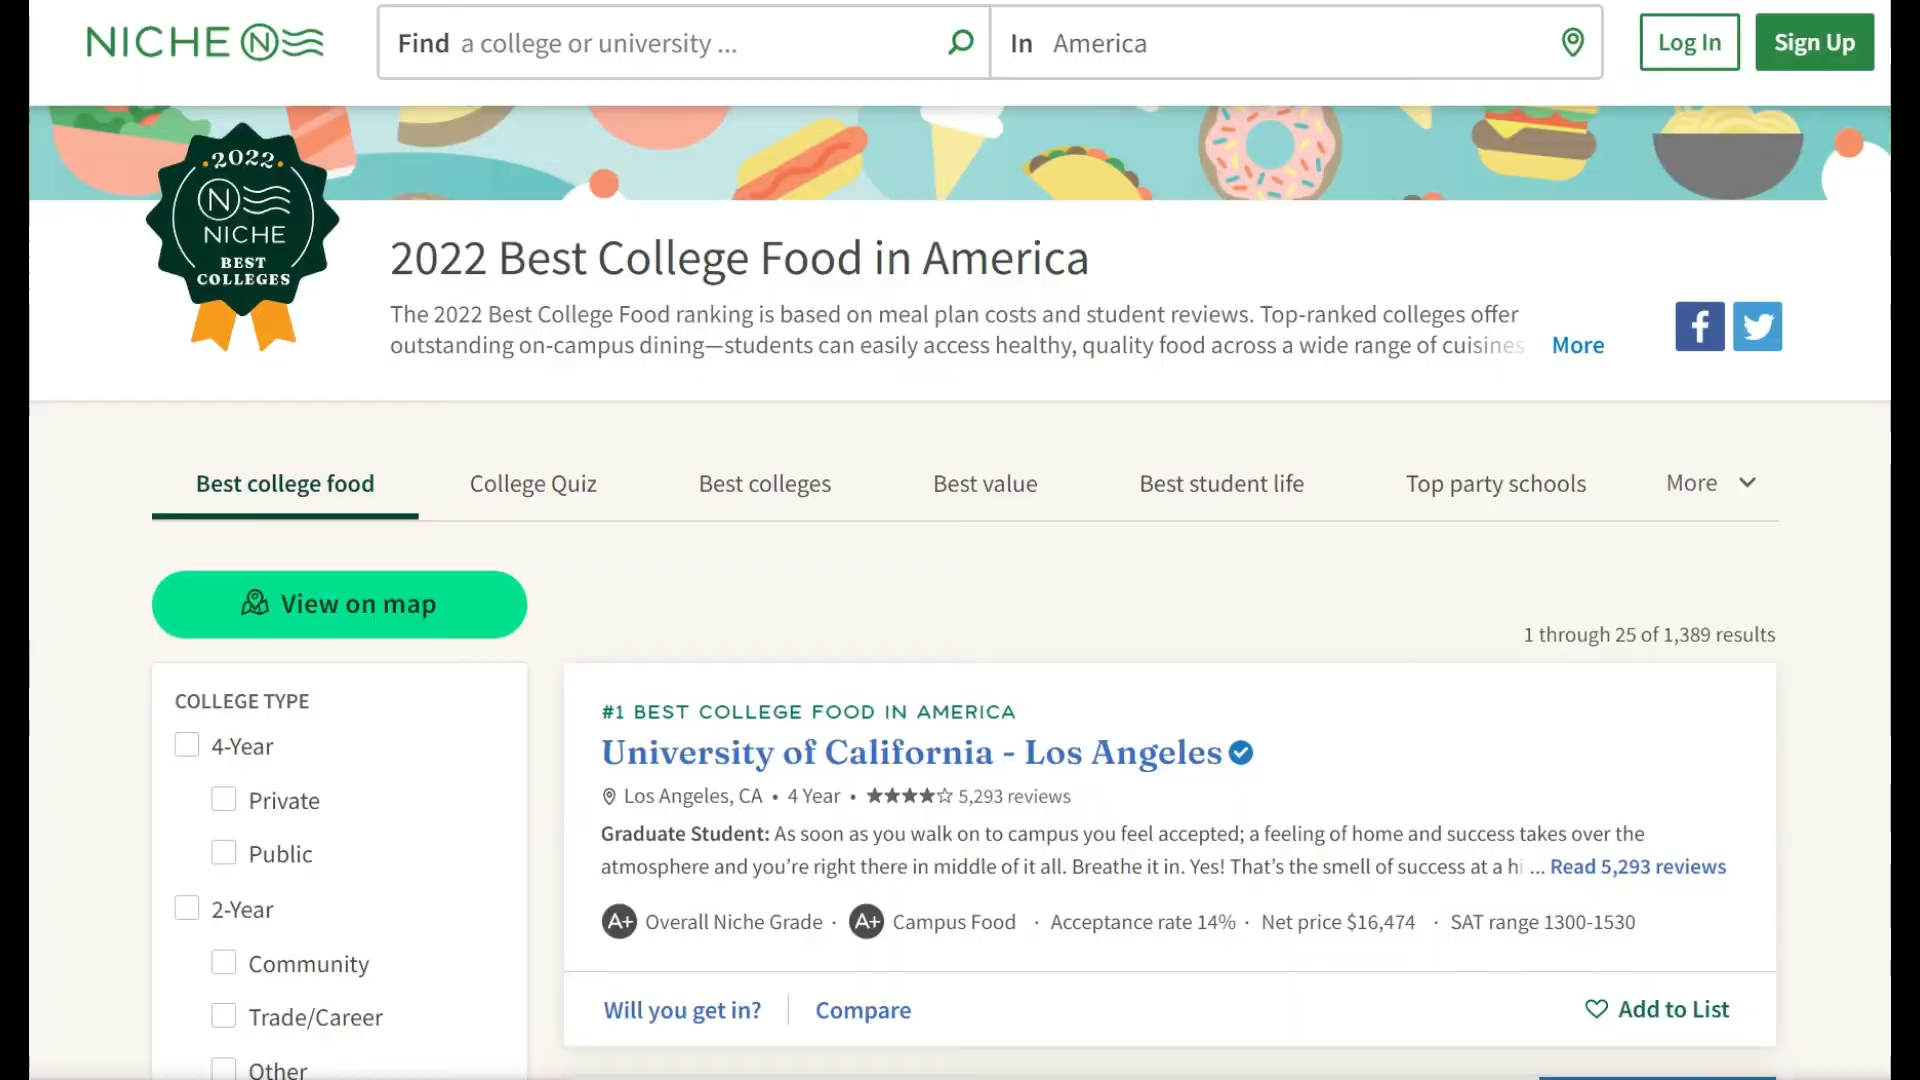 NICHE N
Find a college or university ...
In America
Log In
Sign Up
2022
N
NICHE
BEST
COLLEGES
2022 Best College Food in America
The 2022 Best College Food ranking is based on meal plan costs and student reviews. Top-ranked colleges offer
outstanding on-campus dining—students can easily access healthy, quality food across a wide range of cuisines More
Best college food
College Quiz
Best colleges
Best value
Best student life
Top party schools
More
View on map
1 through 25 of 1,389 results
COLLEGE TYPE
4-Year
Private
Public
2-Year
Community
Trade/Career
Other
#1 BEST COLLEGE FOOD IN AMERICA
University of California - Los Angeles
Los Angeles, CA • 4 Year • ★★★★☆ 5,293 reviews
Graduate Student: As soon as you walk on to campus you feel accepted; a feeling of home and success takes over the
atmosphere and you’re right there in middle of it all. Breathe it in. Yes! That’s the smell of success at a hi ... Read 5,293 reviews
A+ Overall Niche Grade · A+ Campus Food · Acceptance rate 14% · Net price $16,474 · SAT range 1300-1530
Will you get in?
Compare
Add to List